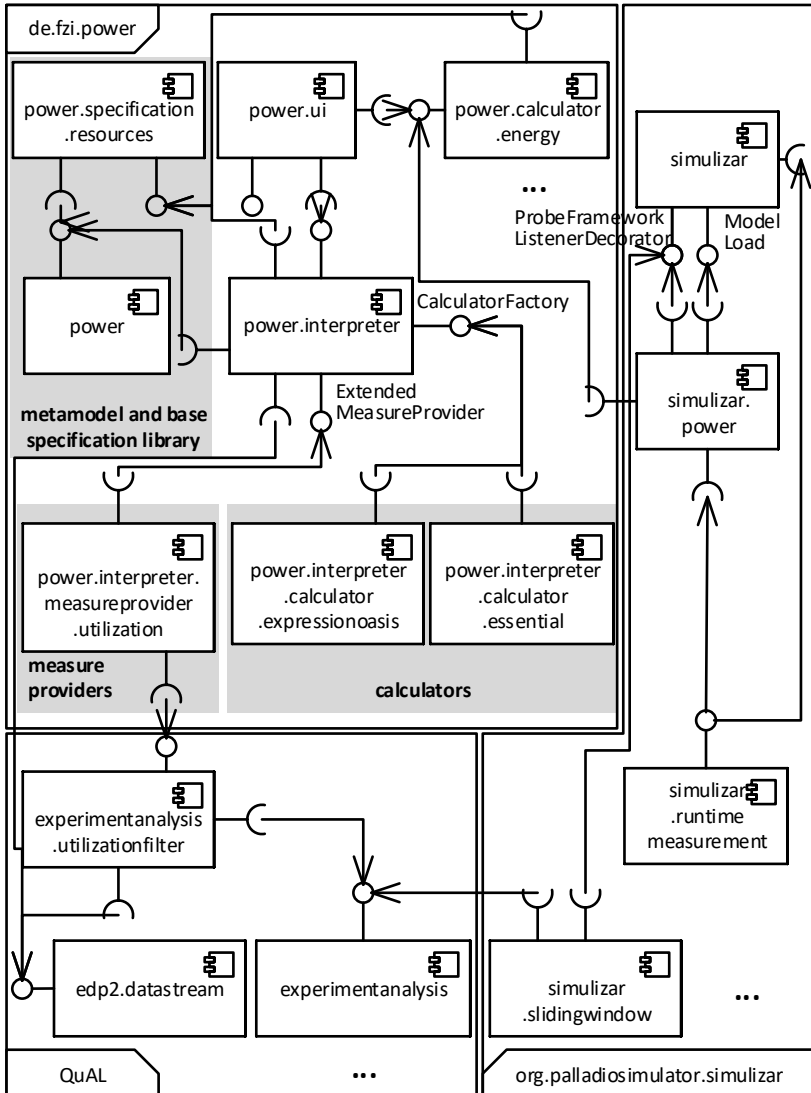 de.fzi.power
power.specification
.resources
power.ui
power.calculator
.energy
...
simulizar
ProbeFramework
ListenerDecorator
Model
Load
power
power.interpreter
CalculatorFactory
Extended
MeasureProvider
simulizar.
power
metamodel and base
specification library
power.interpreter.
measureprovider
.utilization
power.interpreter
.calculator
.expressionoasis
power.interpreter
.calculator
.essential
measure
providers
calculators
experimentanalysis
.utilizationfilter
simulizar
.runtime
measurement
edp2.datastream
experimentanalysis
simulizar
.slidingwindow
...
QuAL
...
org.palladiosimulator.simulizar